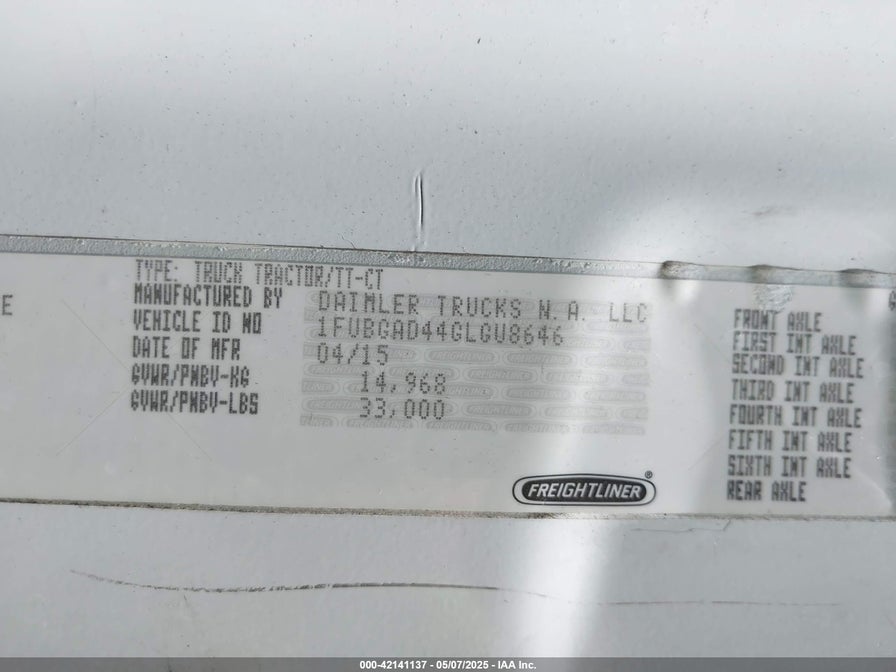 E
TYPE: TRUCK TRACTOR/TT-CT
MANUFACTURED BY DAIMLER TRUCKS N.A. LLC
VEHICLE ID NO 1FUBGAD44GLGU8646
DATE OF MFR 04/15
GVWR/PNBV-KG 14,968
GVWR/PNBV-LBS 33,000
FREIGHTLINER®
FRONT AXLE
FIRST INT AXLE
SECOND INT AXLE
THIRD INT AXLE
FOURTH INT AXLE
FIFTH INT AXLE
SIXTH INT AXLE
REAR AXLE
000-42141137 - 05/07/2025 - IAA Inc.